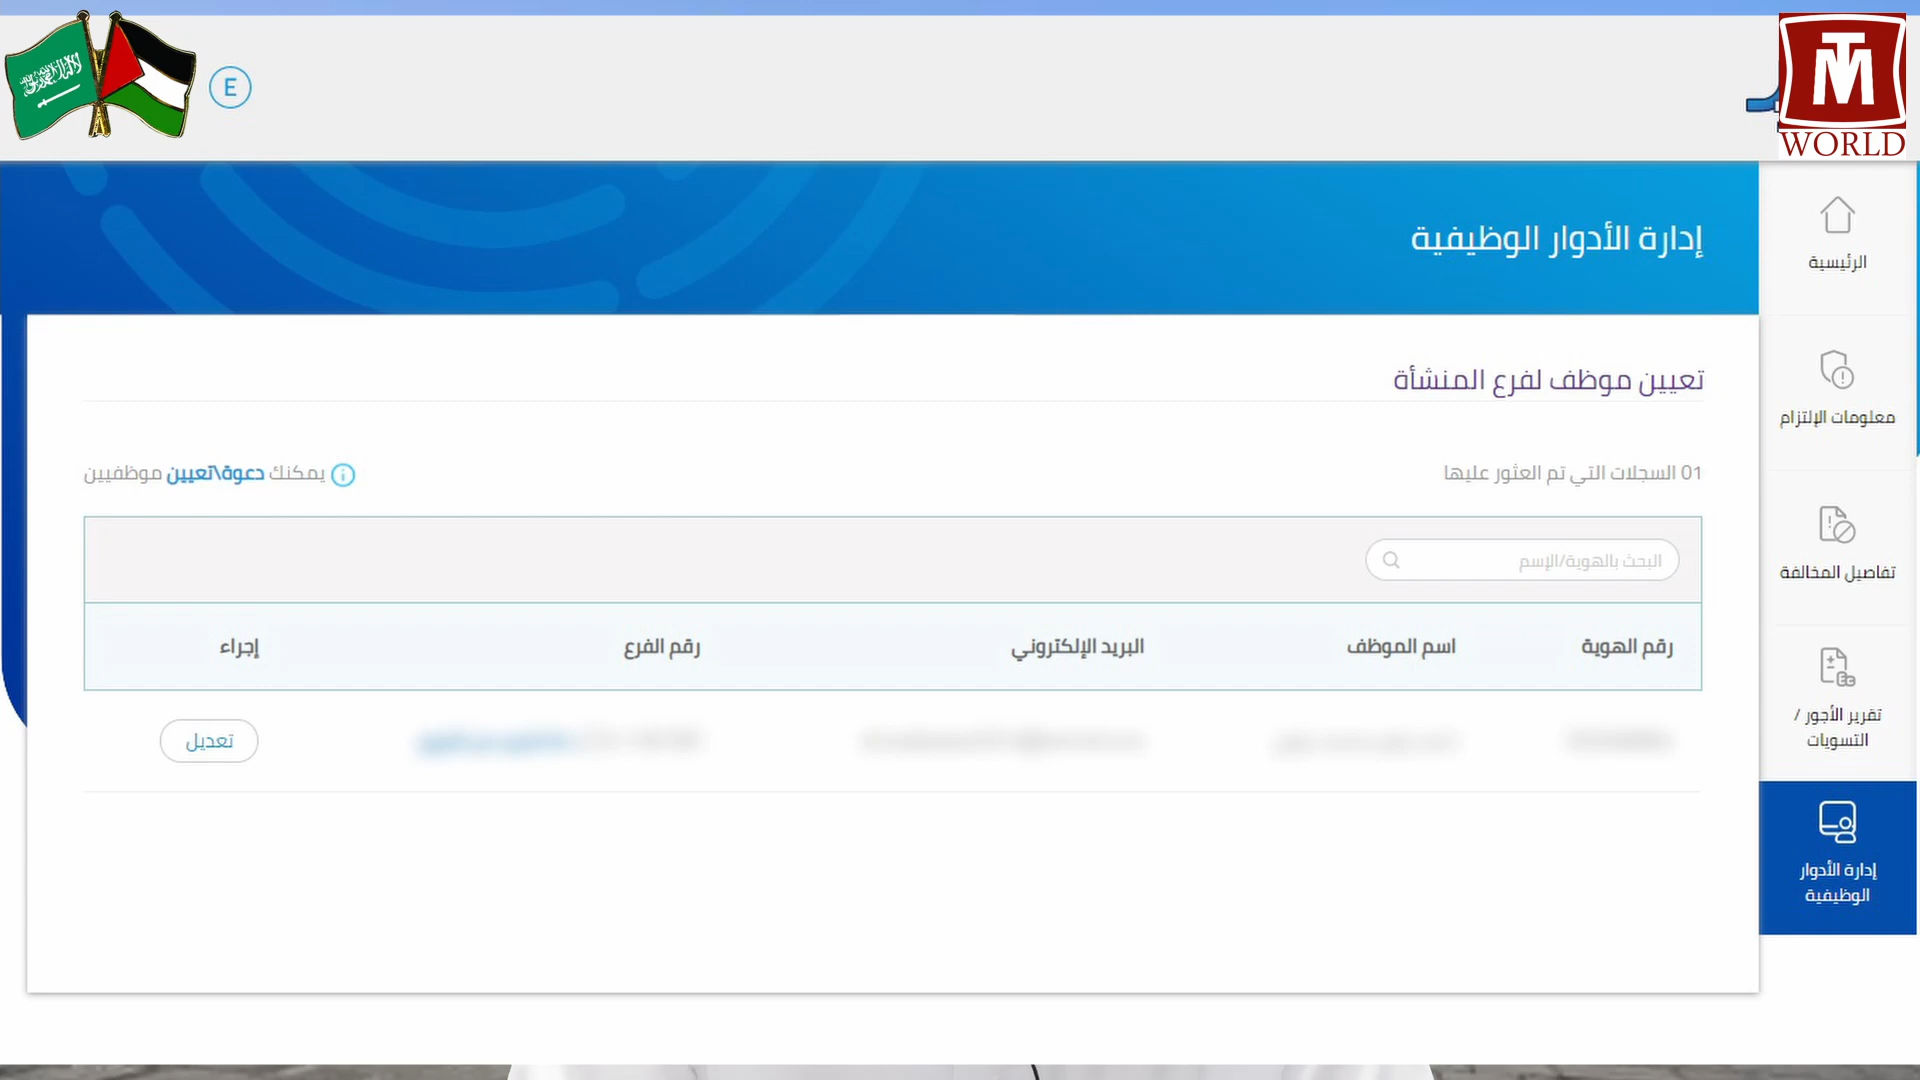 E
TM
WORLD
إدارة الأدوار الوظيفية
الرئيسية
معلومات الإلتزام
تفاصيل المخالفة
تقرير الأجور /
التسويات
إدارة الأدوار
الوظيفية
تعيين موظف لفرع المنشأة
01 السجلات التي تم العثور عليها
يمكنك دعوة\تعيين موظفيين
البحث بالهوية/الإسم
رقم الهوية اسم الموظف البريد الإلكتروني رقم الفرع إجراء
تعديل